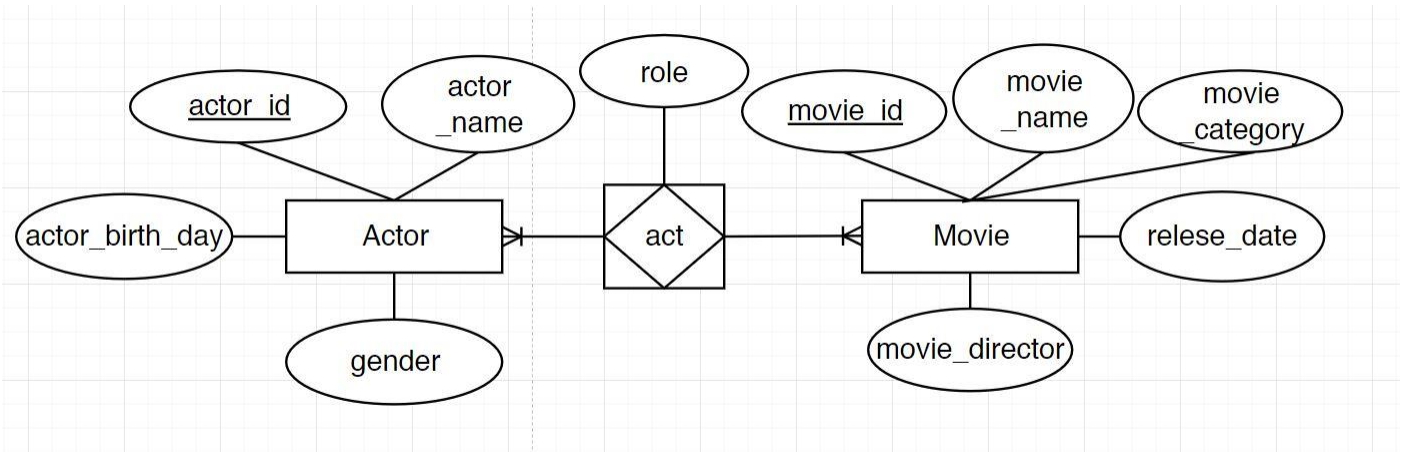 actor_id
actor
_name
role
movie_id
movie
_name
movie
_category
actor_birth_day
Actor
act
Movie
relese_date
gender
movie_director